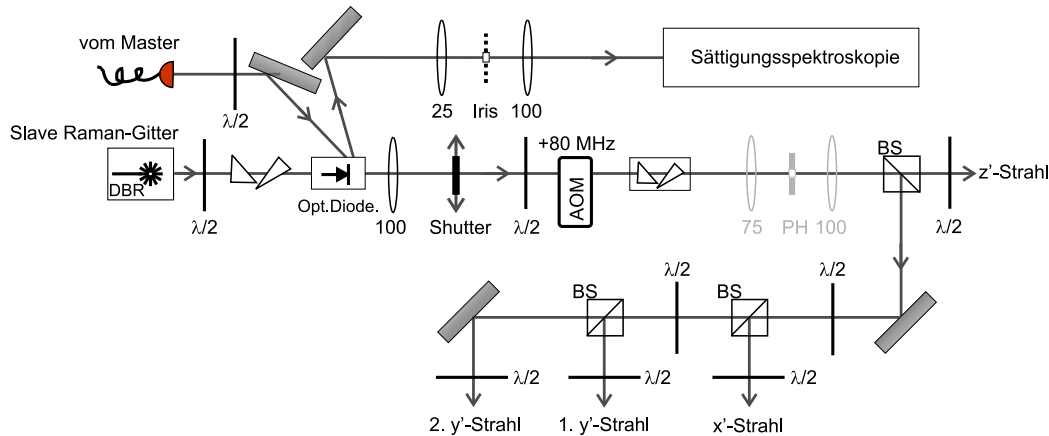 vom Master
λ/2
25
Iris
100
Sättigungsspektroskopie
Slave Raman-Gitter
DBR
λ/2
Opt.Diode.
100
Shutter
λ/2
+80 MHz
AOM
75
PH
100
BS
λ/2
z'-Strahl
λ/2
λ/2
BS
BS
λ/2
λ/2
λ/2
2. y'-Strahl
1. y'-Strahl
x'-Strahl